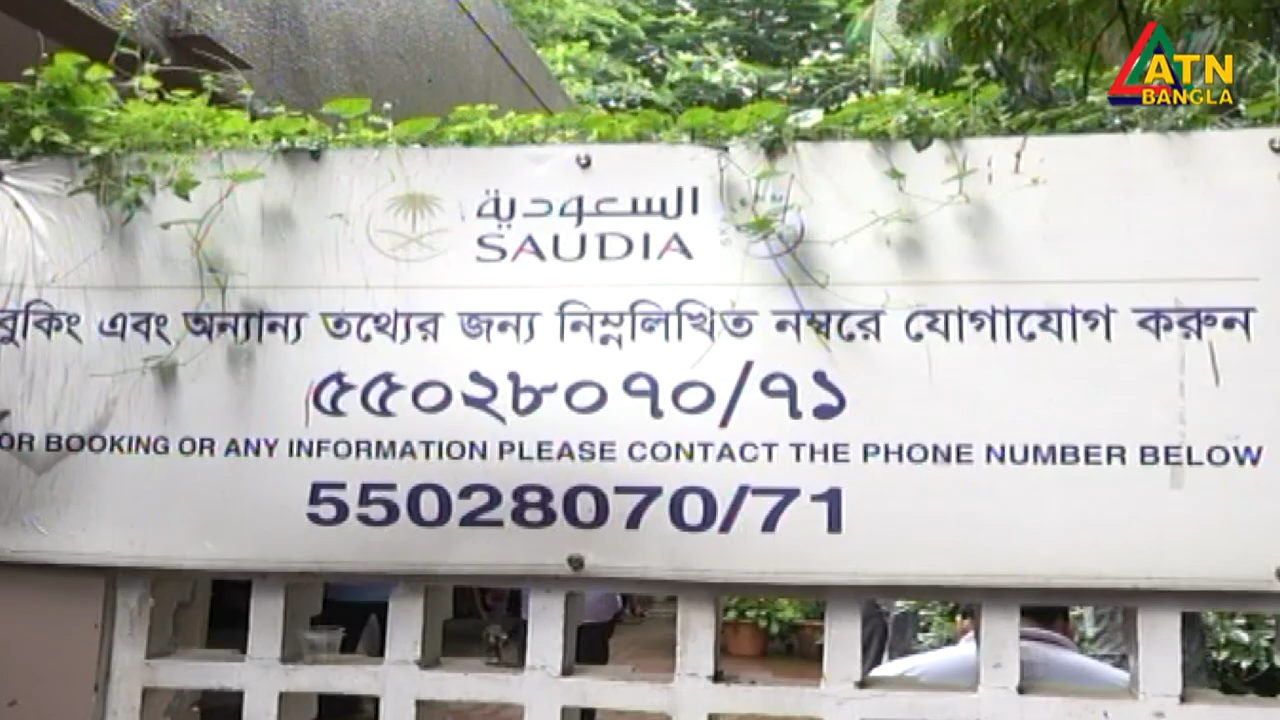 ATN
BANGLA
السعودية
SAUDIA
বুকিং এবং অন্যান্য তথ্যের জন্য নিম্নলিখিত নম্বরে যোগাযোগ করুন
৫৫০২৮০৭০/৭১
OR BOOKING OR ANY INFORMATION PLEASE CONTACT THE PHONE NUMBER BELOW
55028070/71